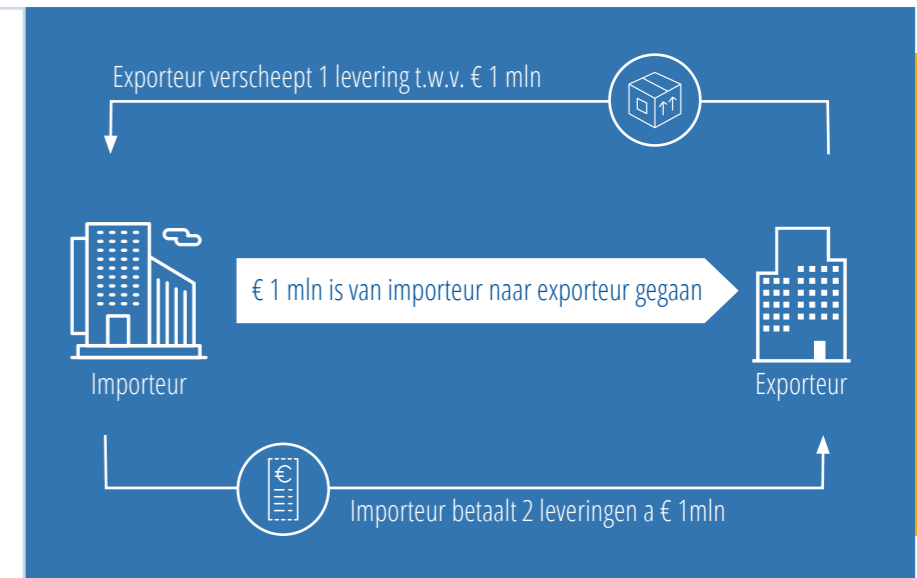 Exporteur verscheept 1 levering t.w.v. € 1 mln
€ 1 mln is van importeur naar exporteur gegaan
Importeur
Exporteur
€
Importeur betaalt 2 leveringen a € 1mln